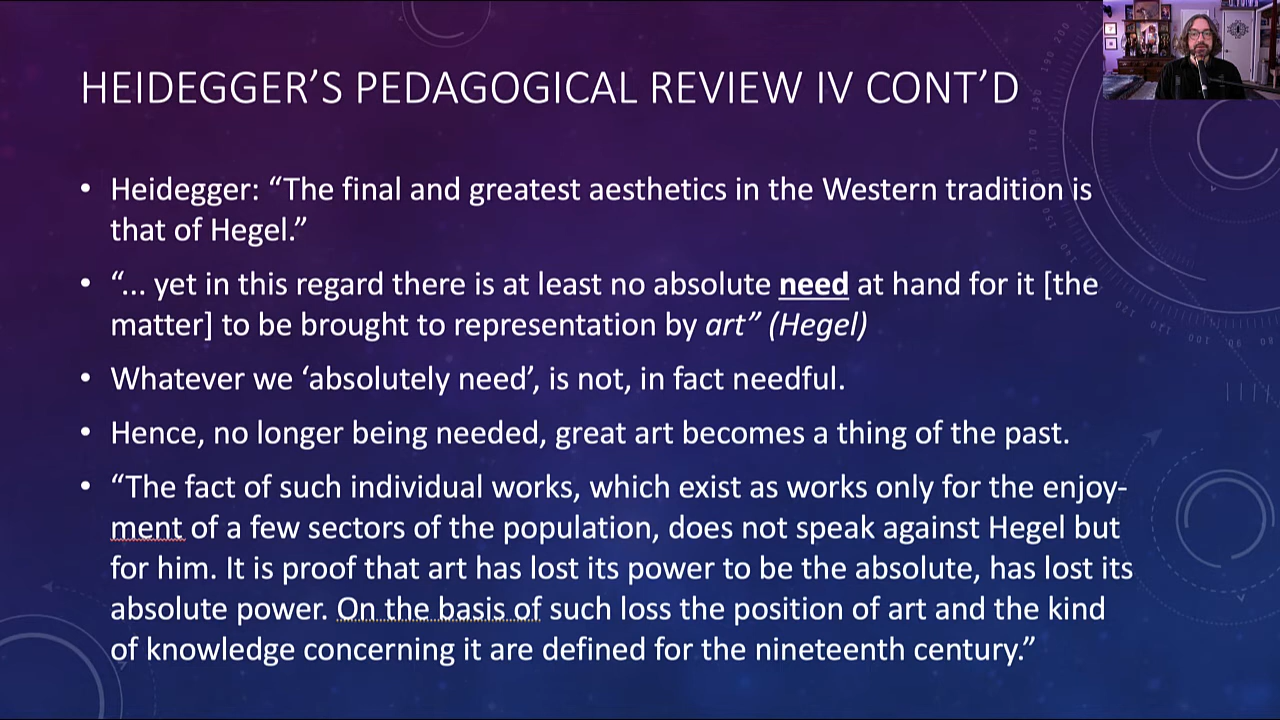 HEIDEGGER’S PEDAGOGICAL REVIEW IV CONT’D
• Heidegger: “The final and greatest aesthetics in the Western tradition is
that of Hegel.”
• “... yet in this regard there is at least no absolute need at hand for it [the
matter] to be brought to representation by art” (Hegel)
• Whatever we ‘absolutely need’, is not, in fact needful.
• Hence, no longer being needed, great art becomes a thing of the past.
• “The fact of such individual works, which exist as works only for the enjoy-
ment of a few sectors of the population, does not speak against Hegel but
for him. It is proof that art has lost its power to be the absolute, has lost its
absolute power. On the basis of such loss the position of art and the kind
of knowledge concerning it are defined for the nineteenth century.”